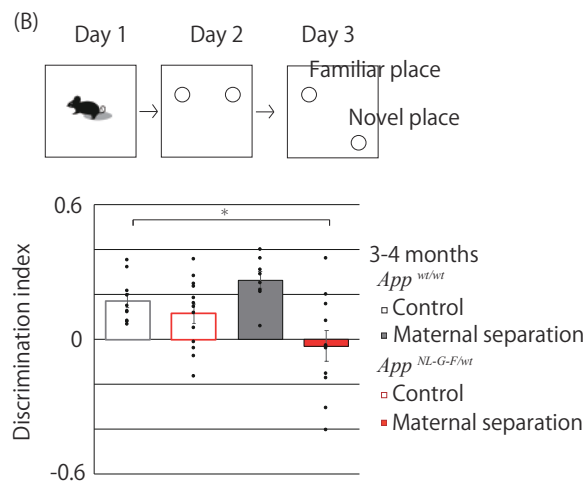 (B)
Day 1 Day 2 Day 3
Familiar place
Novel place
0.6
*
0
-0.6
Discrimination index
3-4 months
App wt/wt
Control
Maternal separation
App NL-G-F/wt
Control
Maternal separation